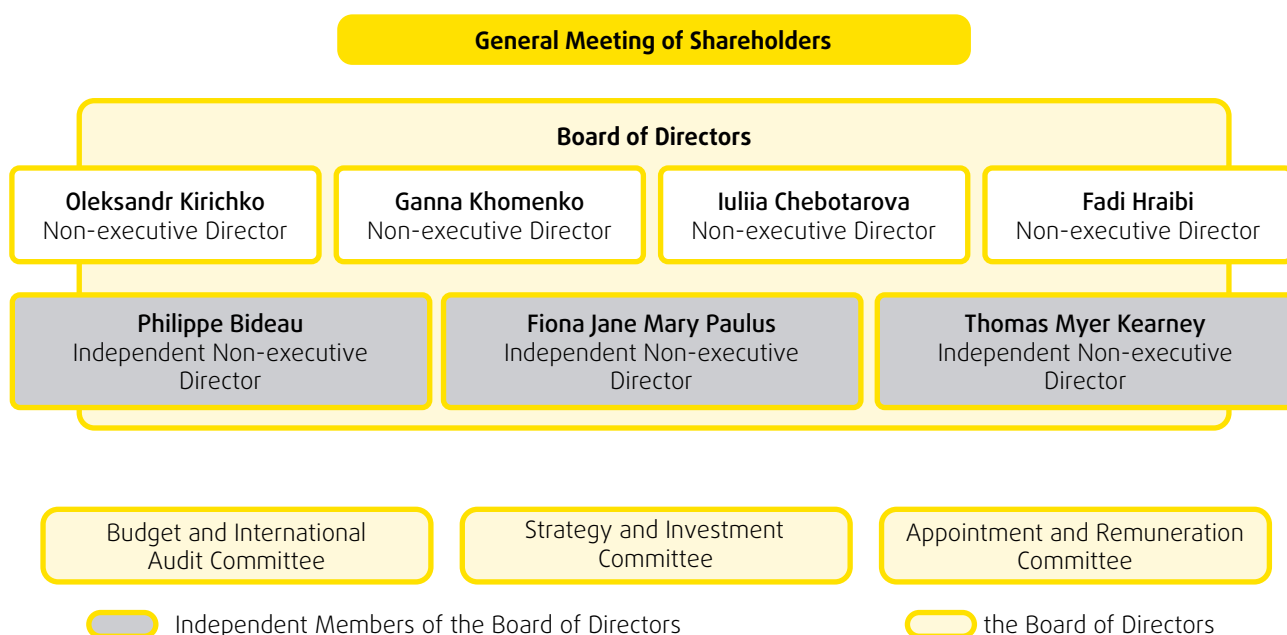 General Meeting of Shareholders
Board of Directors
Oleksandr Kirichko
Non-executive Director
Ganna Khomenko
Non-executive Director
Iuliia Chebotarova
Non-executive Director
Fadi Hraibi
Non-executive Director
Philippe Bideau
Independent Non-executive
Director
Fiona Jane Mary Paulus
Independent Non-executive
Director
Thomas Myer Kearney
Independent Non-executive
Director
Budget and International
Audit Committee
Strategy and Investment
Committee
Appointment and Remuneration
Committee
Independent Members of the Board of Directors
the Board of Directors